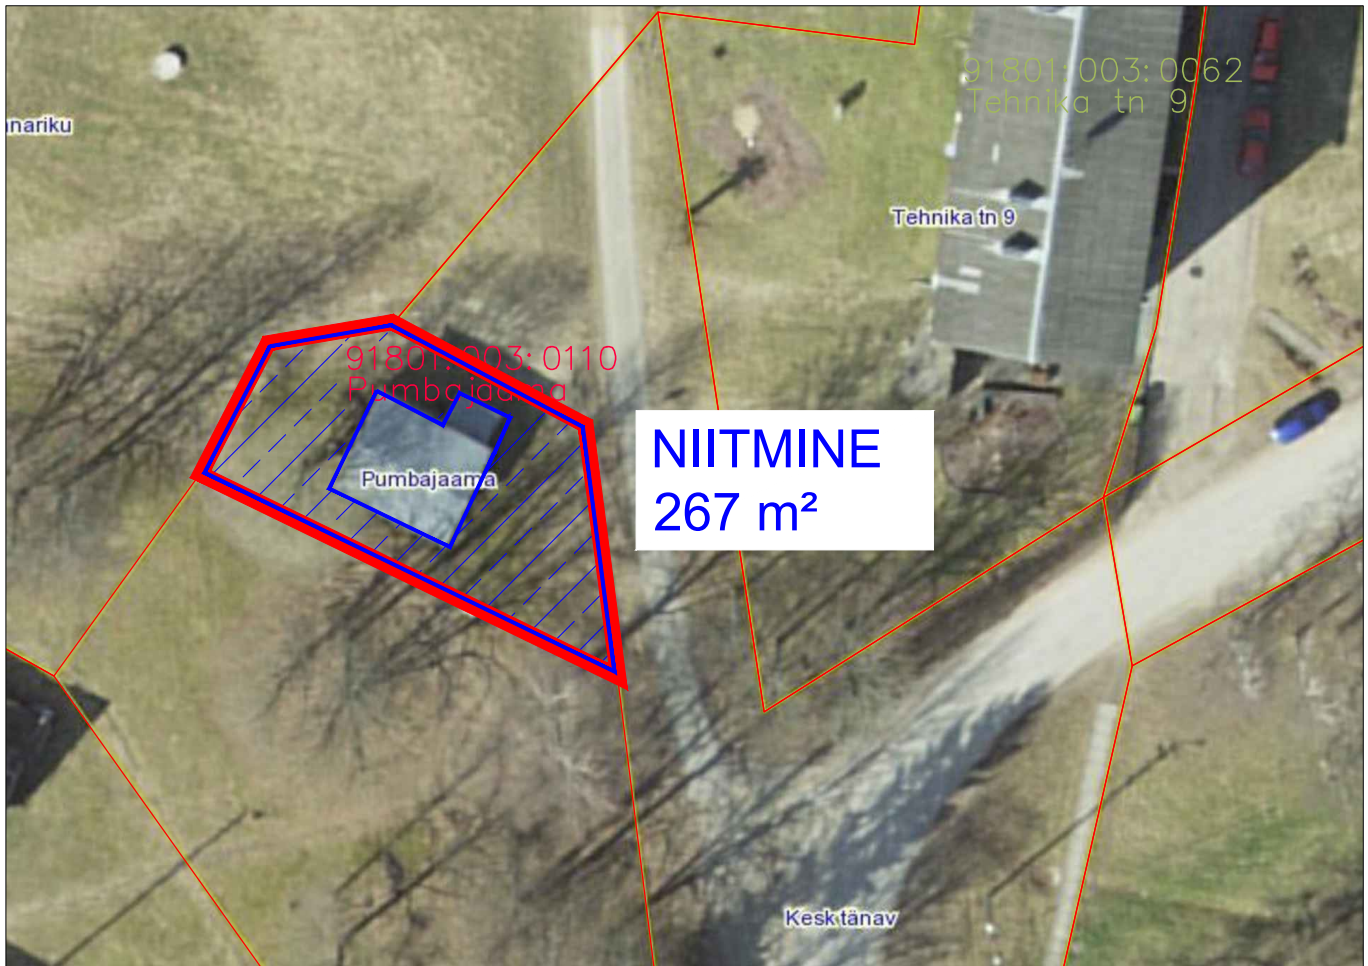 91801:003:0062
Tehnika tn 9
nariku
Tehnika tn 9
91801:003:0110
Pumbajaama
Pumbajaama
NIITMINE
267 m²
Kesk tänav